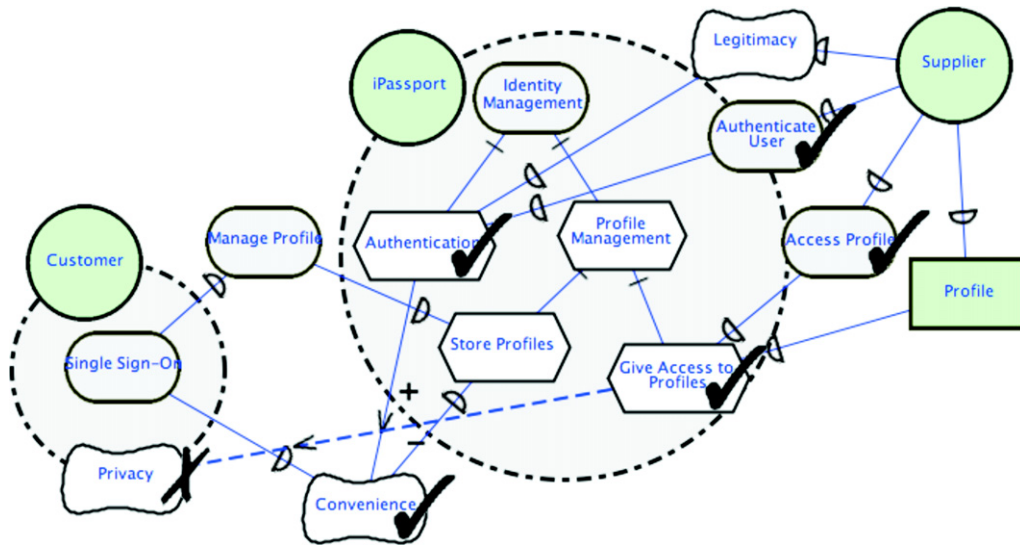 Legitimacy
Supplier
iPassport
Identity
Management
Authenticate
User
Manage Profile
Authentication
Profile
Management
Access Profile
Customer
Profile
Single Sign-On
Store Profiles
Give Access to
Profiles
+
-
Privacy
Convenience